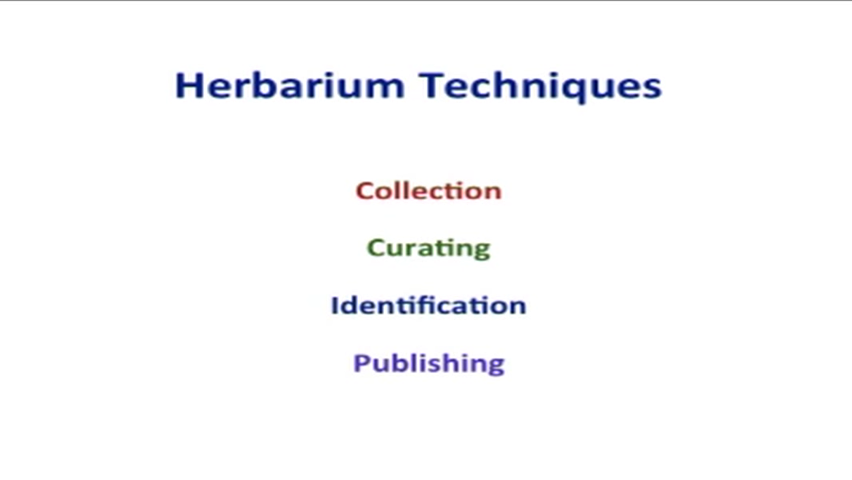 Herbarium Techniques
Collection
Curating
Identification
Publishing